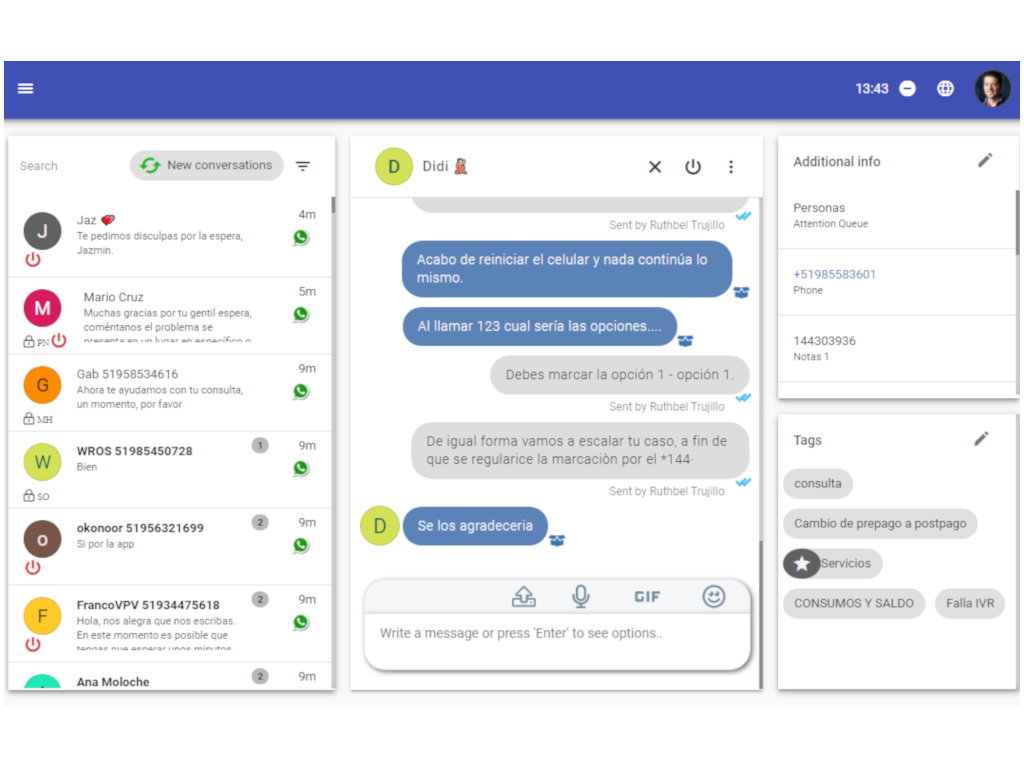 13:43
Search
New conversations
J
Jaz
4m
Te pedimos disculpas por la espera,
Jazmin.
M
Mario Cruz
5m
Muchas gracias por tu gentil espera,
coméntanos el problema se
presenta en un lugar en específico o
PN
G
Gab 51958534616
9m
Ahora te ayudamos con tu consulta,
un momento, por favor
MH
W
WROS 51985450728
1
9m
Bien
SO
o
okonoor 51956321699
2
9m
Si por la app
F
FrancoVPV 51934475618
2
9m
Hola, nos alegra que nos escribas.
En este momento es posible que
tengas que esperar unos minutos
Ana Moloche
2
9m
D
Didi
Sent by Ruthbel Trujillo
Acabo de reiniciar el celular y nada continúa lo
mismo.
Al llamar 123 cual sería las opciones....
Debes marcar la opción 1 - opción 1.
Sent by Ruthbel Trujillo
De igual forma vamos a escalar tu caso, a fin de
que se regularice la marcaciòn por el *144·
Sent by Ruthbel Trujillo
D
Se los agradeceria
GIF
Write a message or press 'Enter' to see options..
Additional info
Personas
Attention Queue
+51985583601
Phone
144303936
Notas 1
Tags
consulta
Cambio de prepago a postpago
Servicios
CONSUMOS Y SALDO
Falla IVR